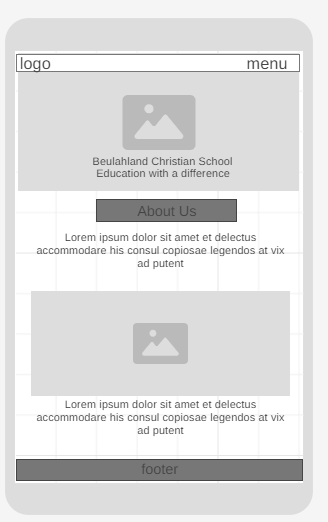 logo menu
Beulahland Christian School
Education with a difference
About Us
Lorem ipsum dolor sit amet et delectus
accommodare his consul copiosae legendos at vix
ad putent
Lorem ipsum dolor sit amet et delectus
accommodare his consul copiosae legendos at vix
ad putent
footer